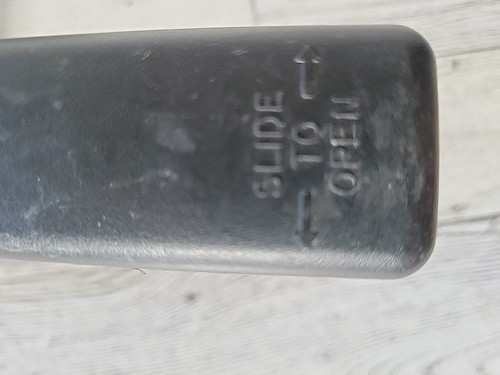 SLIDE
← TO →
OPEN